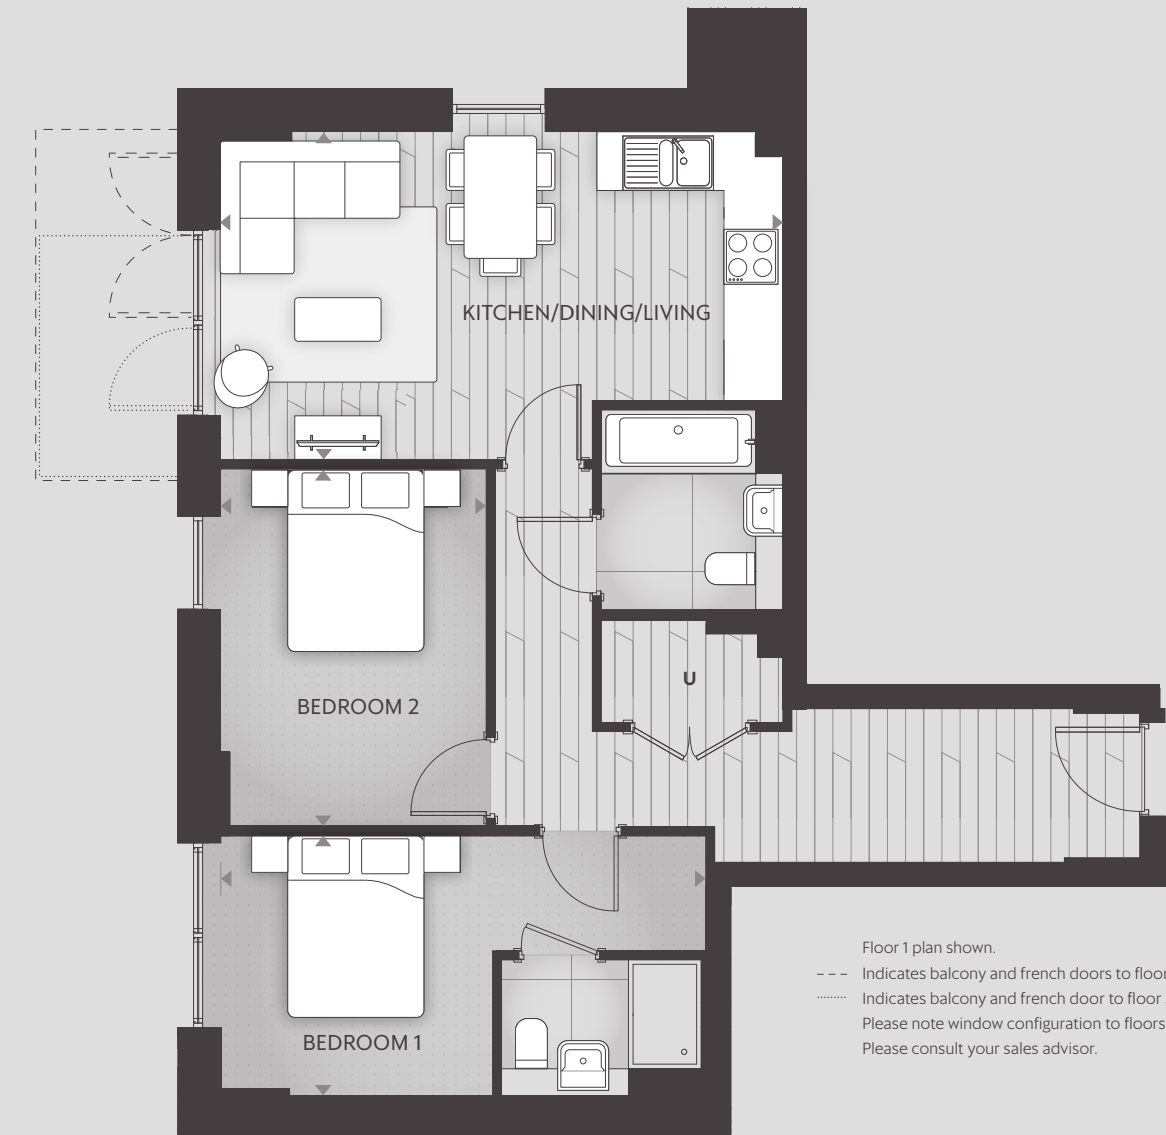 KITCHEN/DINING/LIVING
U
BEDROOM 2
BEDROOM 1
Floor 1 plan shown.
Indicates balcony and french doors to floor
Indicates balcony and french door to floor
Please note window configuration to floors
Please consult your sales advisor.